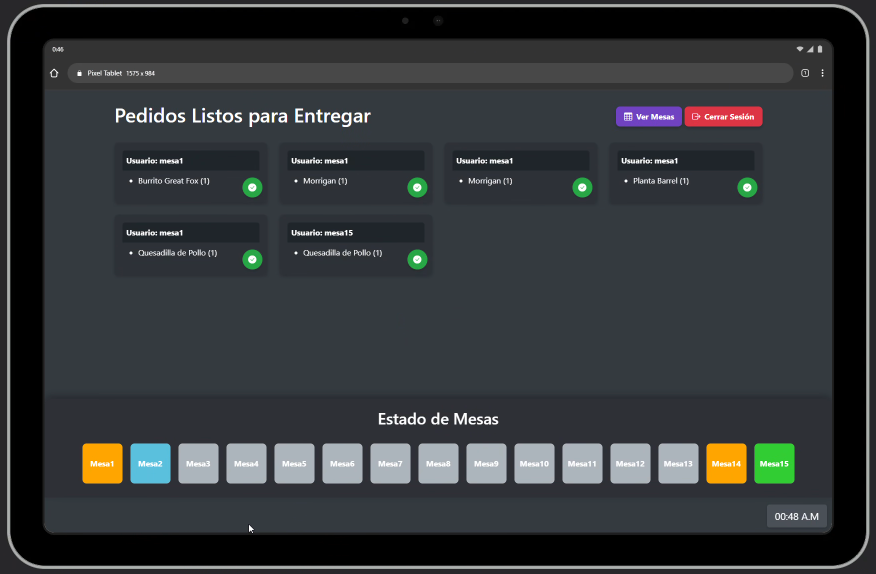 0:46
Pixel Tablet 1575 x 984
1
Pedidos Listos para Entregar
Ver Mesas
Cerrar Sesión
Usuario: mesa1
Burrito Great Fox (1)
Usuario: mesa1
Morrigan (1)
Usuario: mesa1
Morrigan (1)
Usuario: mesa1
Planta Barrel (1)
Usuario: mesa1
Quesadilla de Pollo (1)
Usuario: mesa15
Quesadilla de Pollo (1)
Estado de Mesas
Mesa1 Mesa2 Mesa3 Mesa4 Mesa5 Mesa6 Mesa7 Mesa8 Mesa9 Mesa10 Mesa11 Mesa12 Mesa13 Mesa14 Mesa15
00:48 A.M